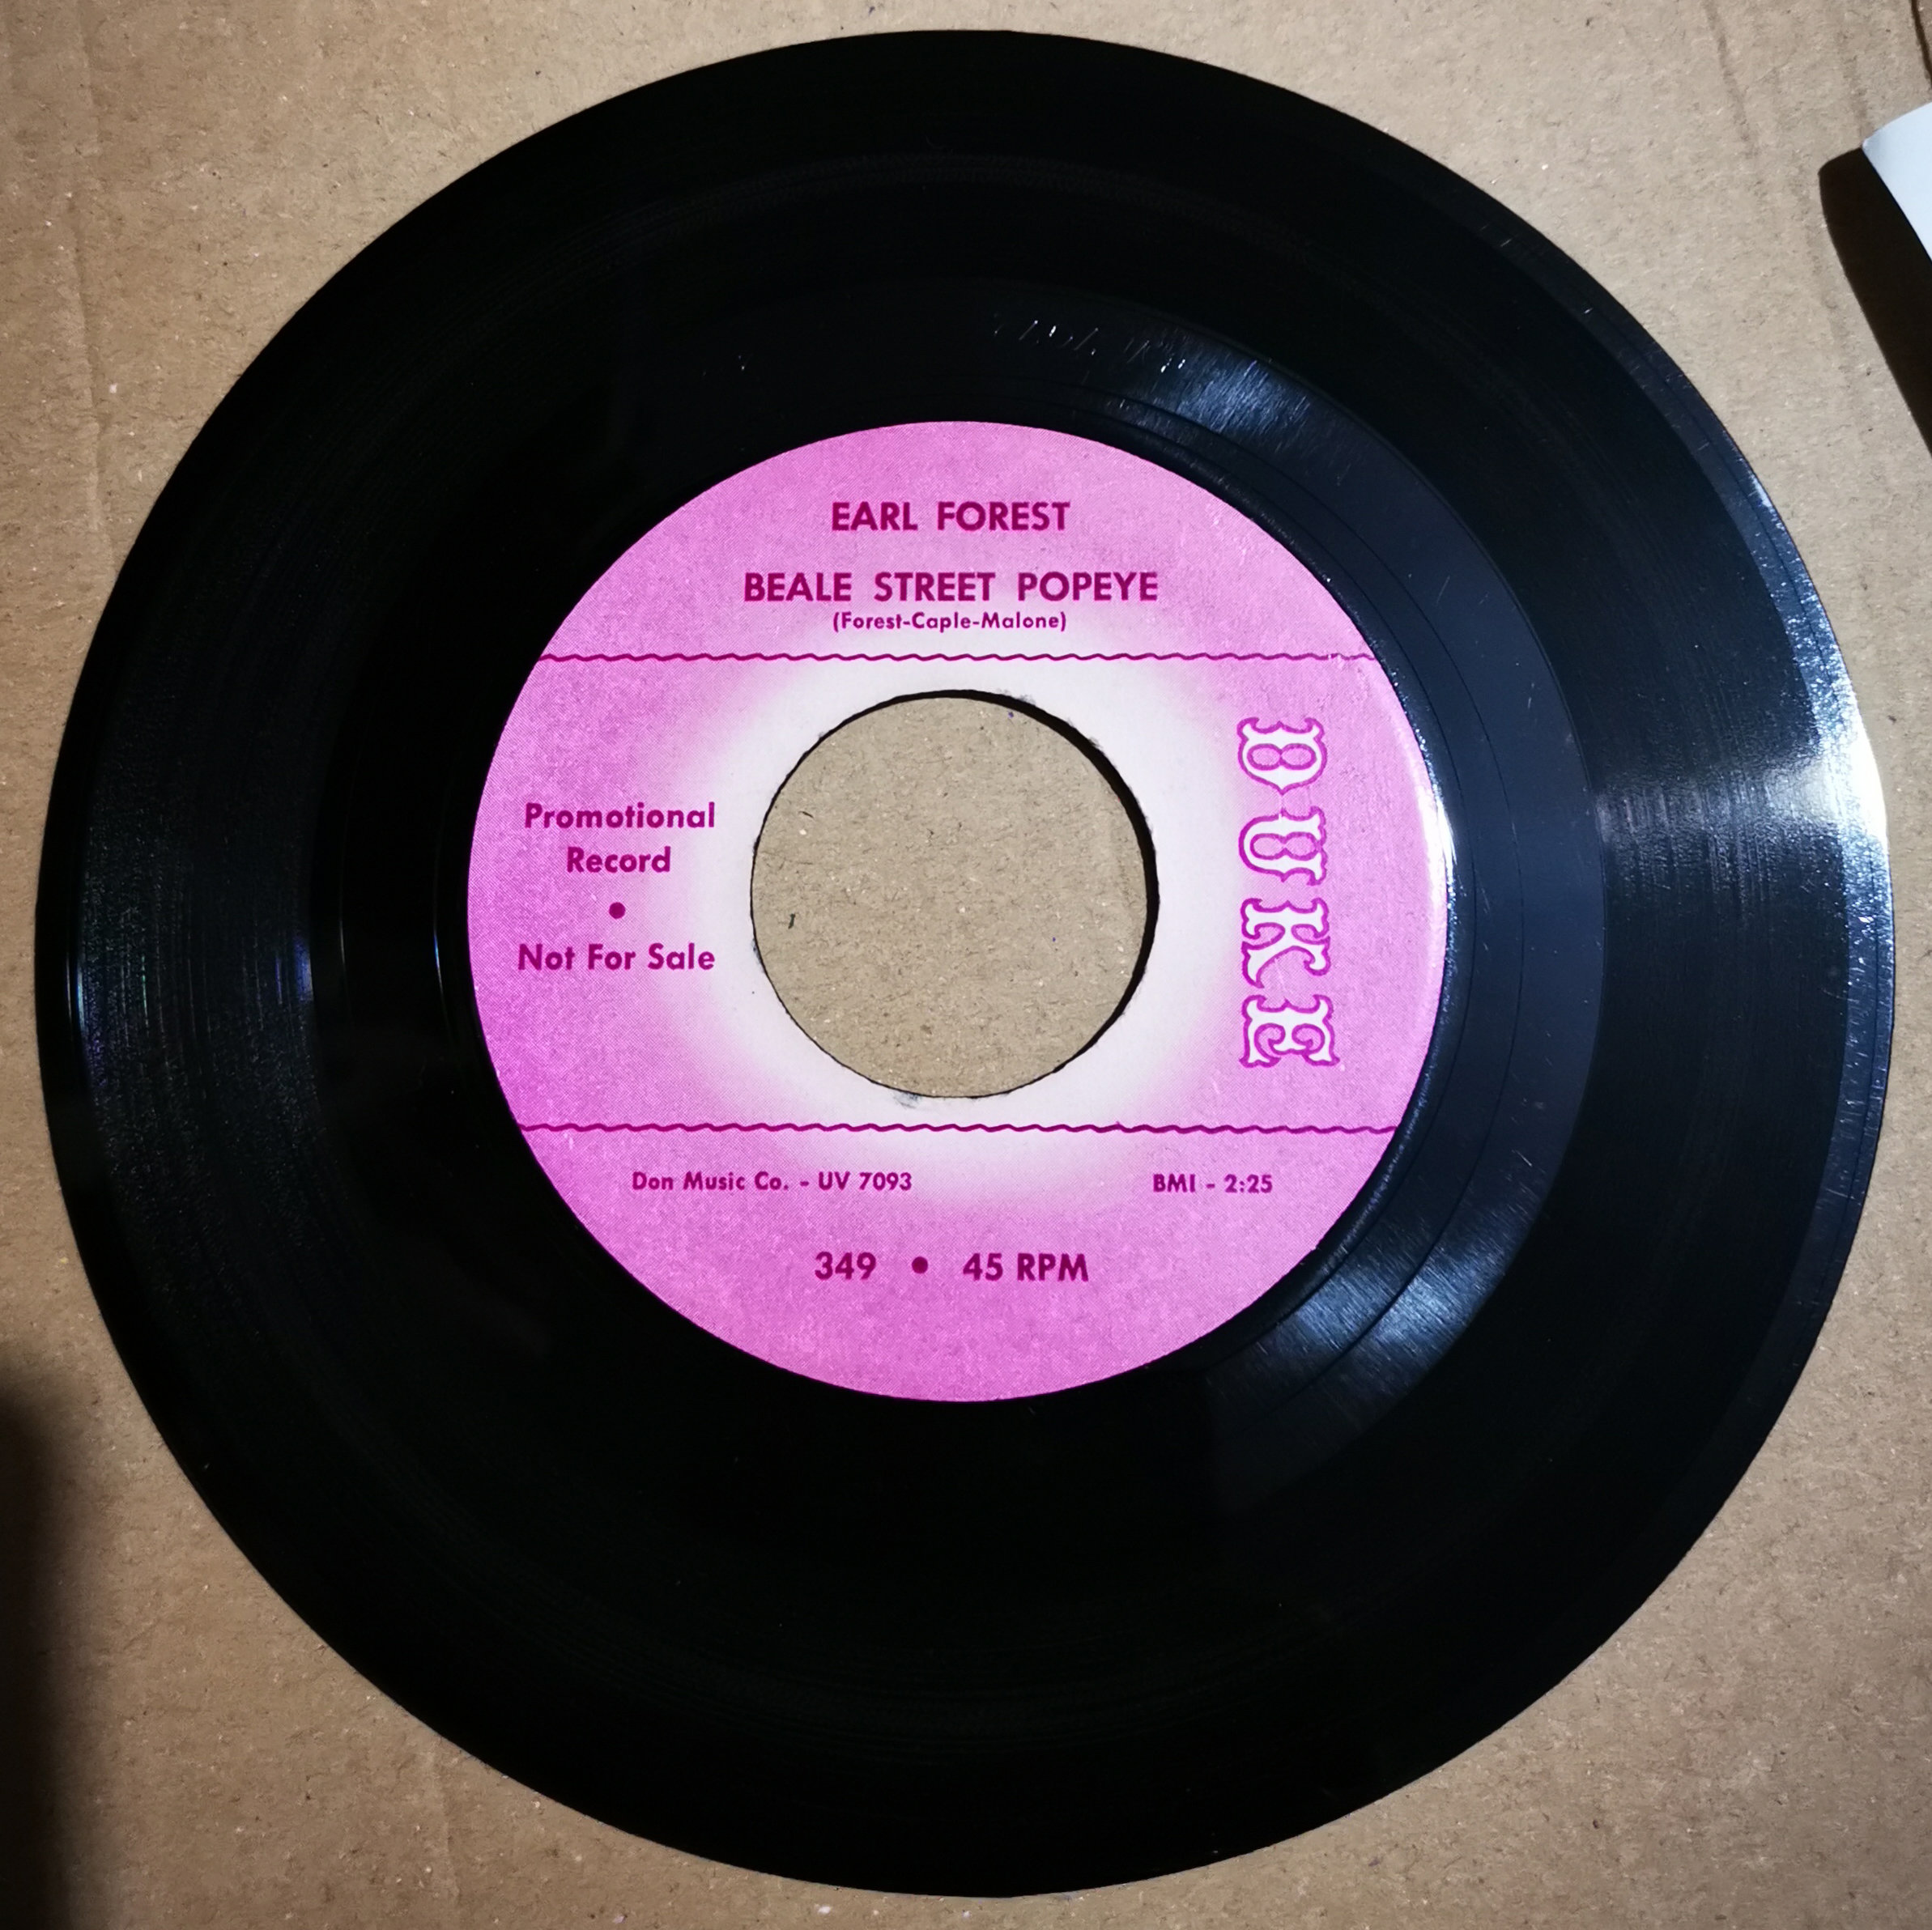 EARL FOREST
BEALE STREET POPEYE
(Forest-Caple-Malone)
Promotional
Record
•
Not For Sale
DUKE
Don Music Co. - UV 7093 BMI - 2:25
349 • 45 RPM